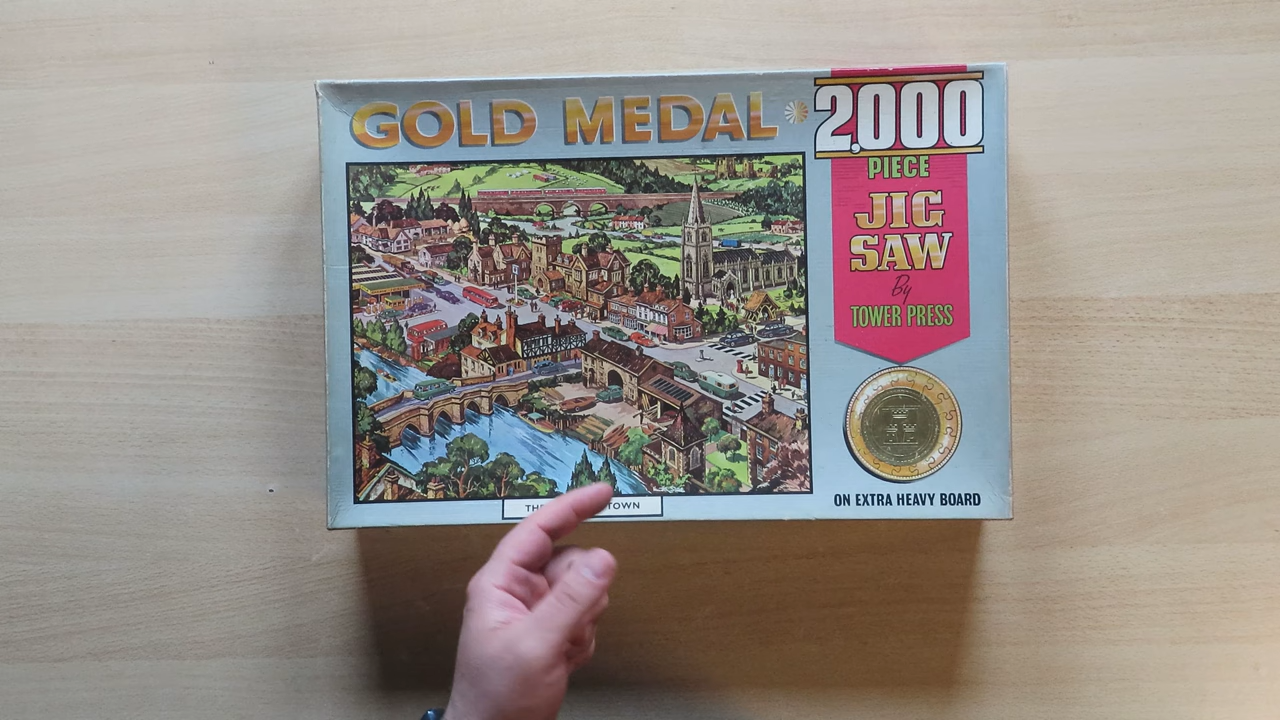 GOLD MEDAL
2,000
PIECE
JIG
SAW
By
TOWER PRESS
ON EXTRA HEAVY BOARD
TOWN